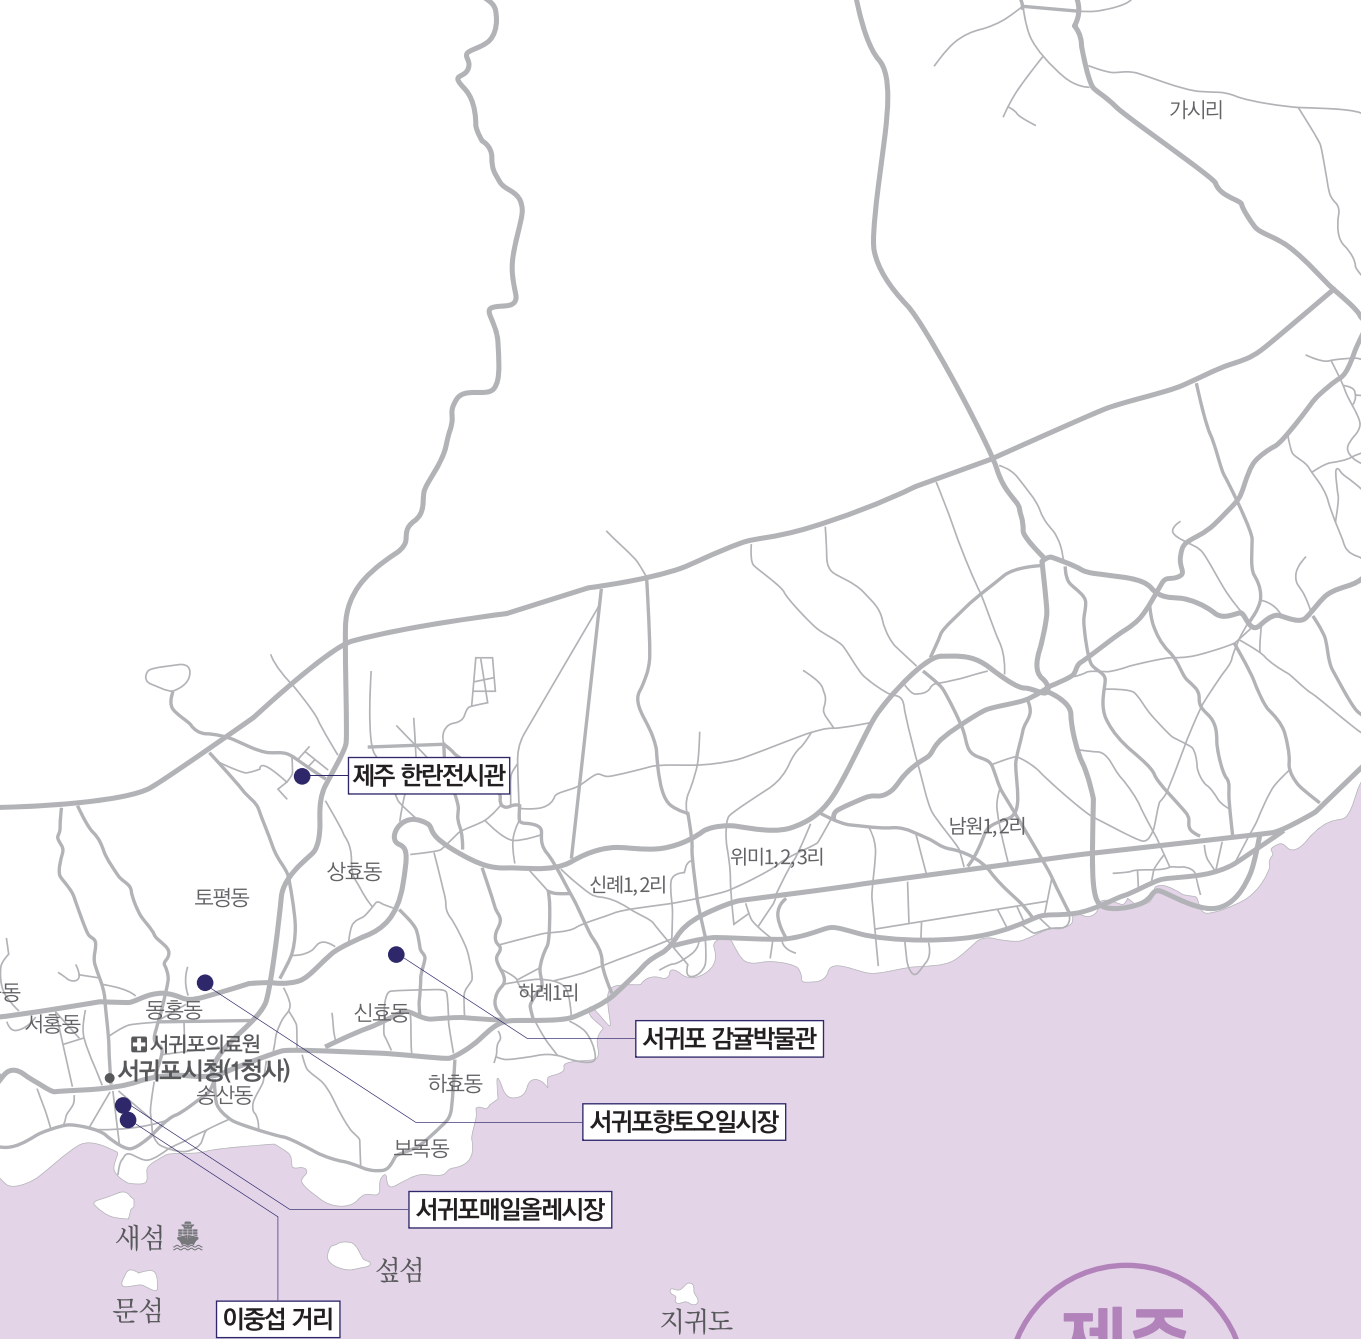 가시리
제주 한란전시관
남원1,2리
위미1,2,3리
상효동
신례1,2리
토평동
동
하례1리
동홍동
신효동
서홍동
서귀포 감귤박물관
서귀포의료원
서귀포시청(1청사)
하효동
송산동
서귀포향토오일시장
보목동
서귀포매일올레시장
새섬
섶섬
문섬
이중섭 거리
지귀도
제주